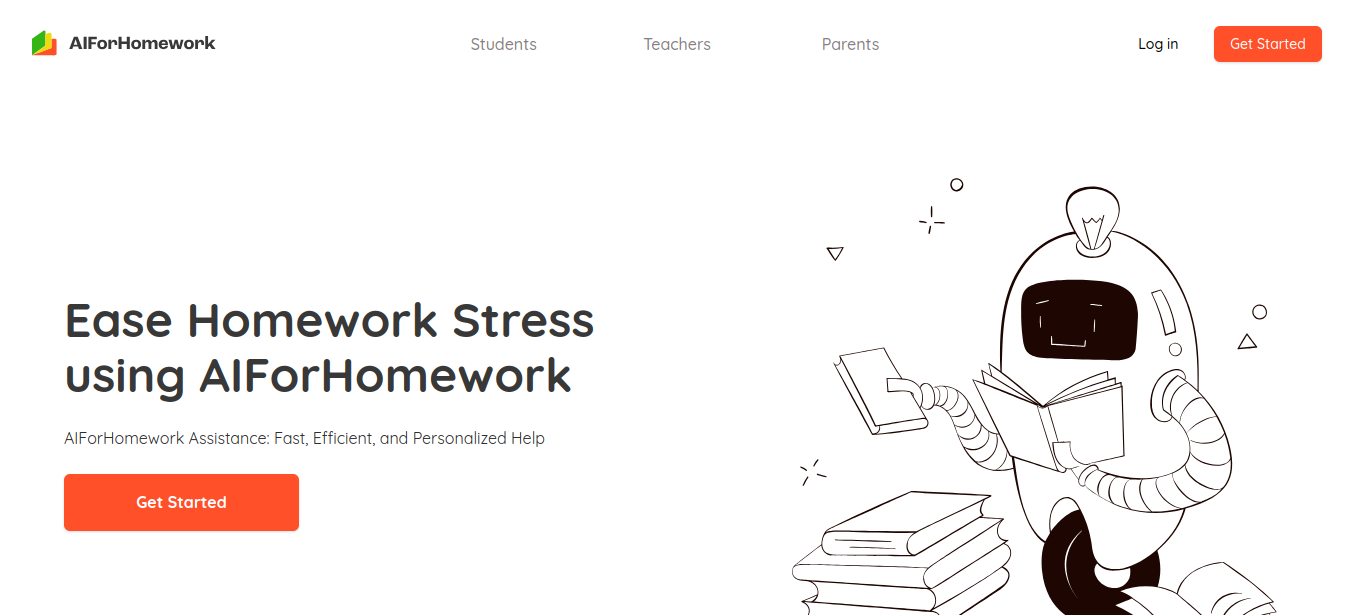 AIForHomework
Students
Teachers
Parents
Log in
Get Started
Ease Homework Stress
using AIForHomework
AIForHomework Assistance: Fast, Efficient, and Personalized Help
Get Started